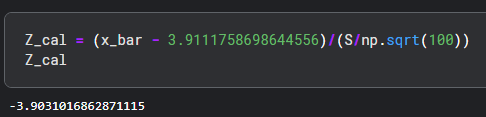 Z_cal = (x_bar - 3.9111758698644556)/(S/np.sqrt(100))
Z_cal
-3.9031016862871115